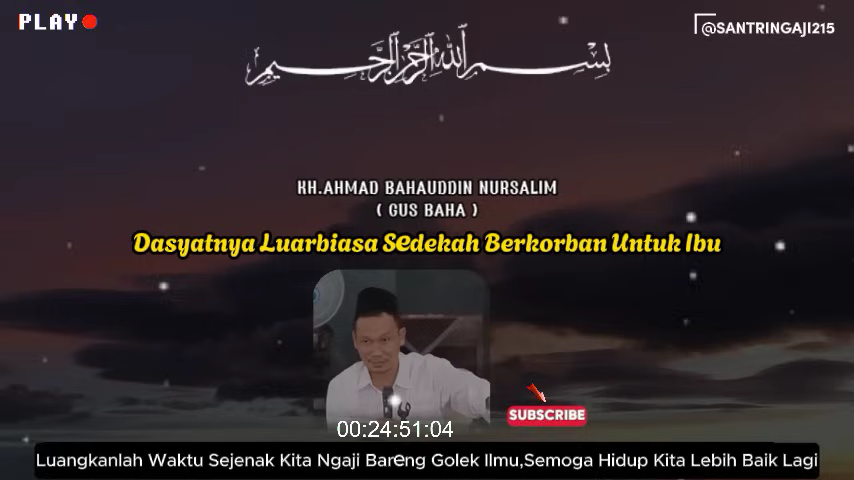 PLAY
@SANTRINGAJI215
بسم الله الرحمن الرحيم
KH.AHMAD BAHAUDDIN NURSALIM
( GUS BAHA )
Dasyatnya Luarbiasa Sedekah Berkorban Untuk Ibu
00:24:51:04
SUBSCRIBE
Luangkanlah Waktu Sejenak Kita Ngaji Bareng Golek Ilmu,Semoga Hidup Kita Lebih Baik Lagi